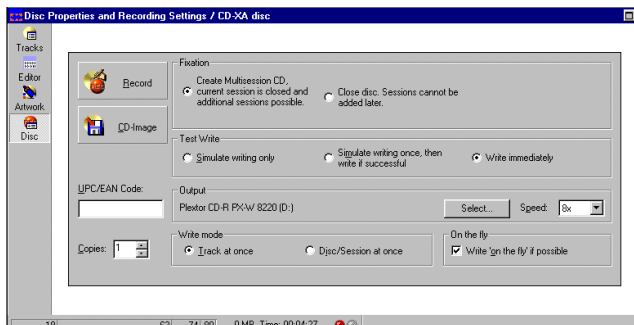 Disc Properties and Recording Settings / CD-XA disc
Tracks
Editor
Artwork
Disc
Record
CD-Image
UPC/EAN Code:
Copies: 1
Fixation
Create Multisession CD,
current session is closed and
additional sessions possible.
Close disc. Sessions cannot be
added later.
Test Write
Simulate writing only
Simulate writing once, then
write if successful
Write immediately
Output
Plextor CD-R PX-W 8220 (D:)
Select...
Speed: 8x
Write mode
Track at once
Disc/Session at once
On the fly
Write 'on the fly' if possible
0 MB Time: 00:04:27